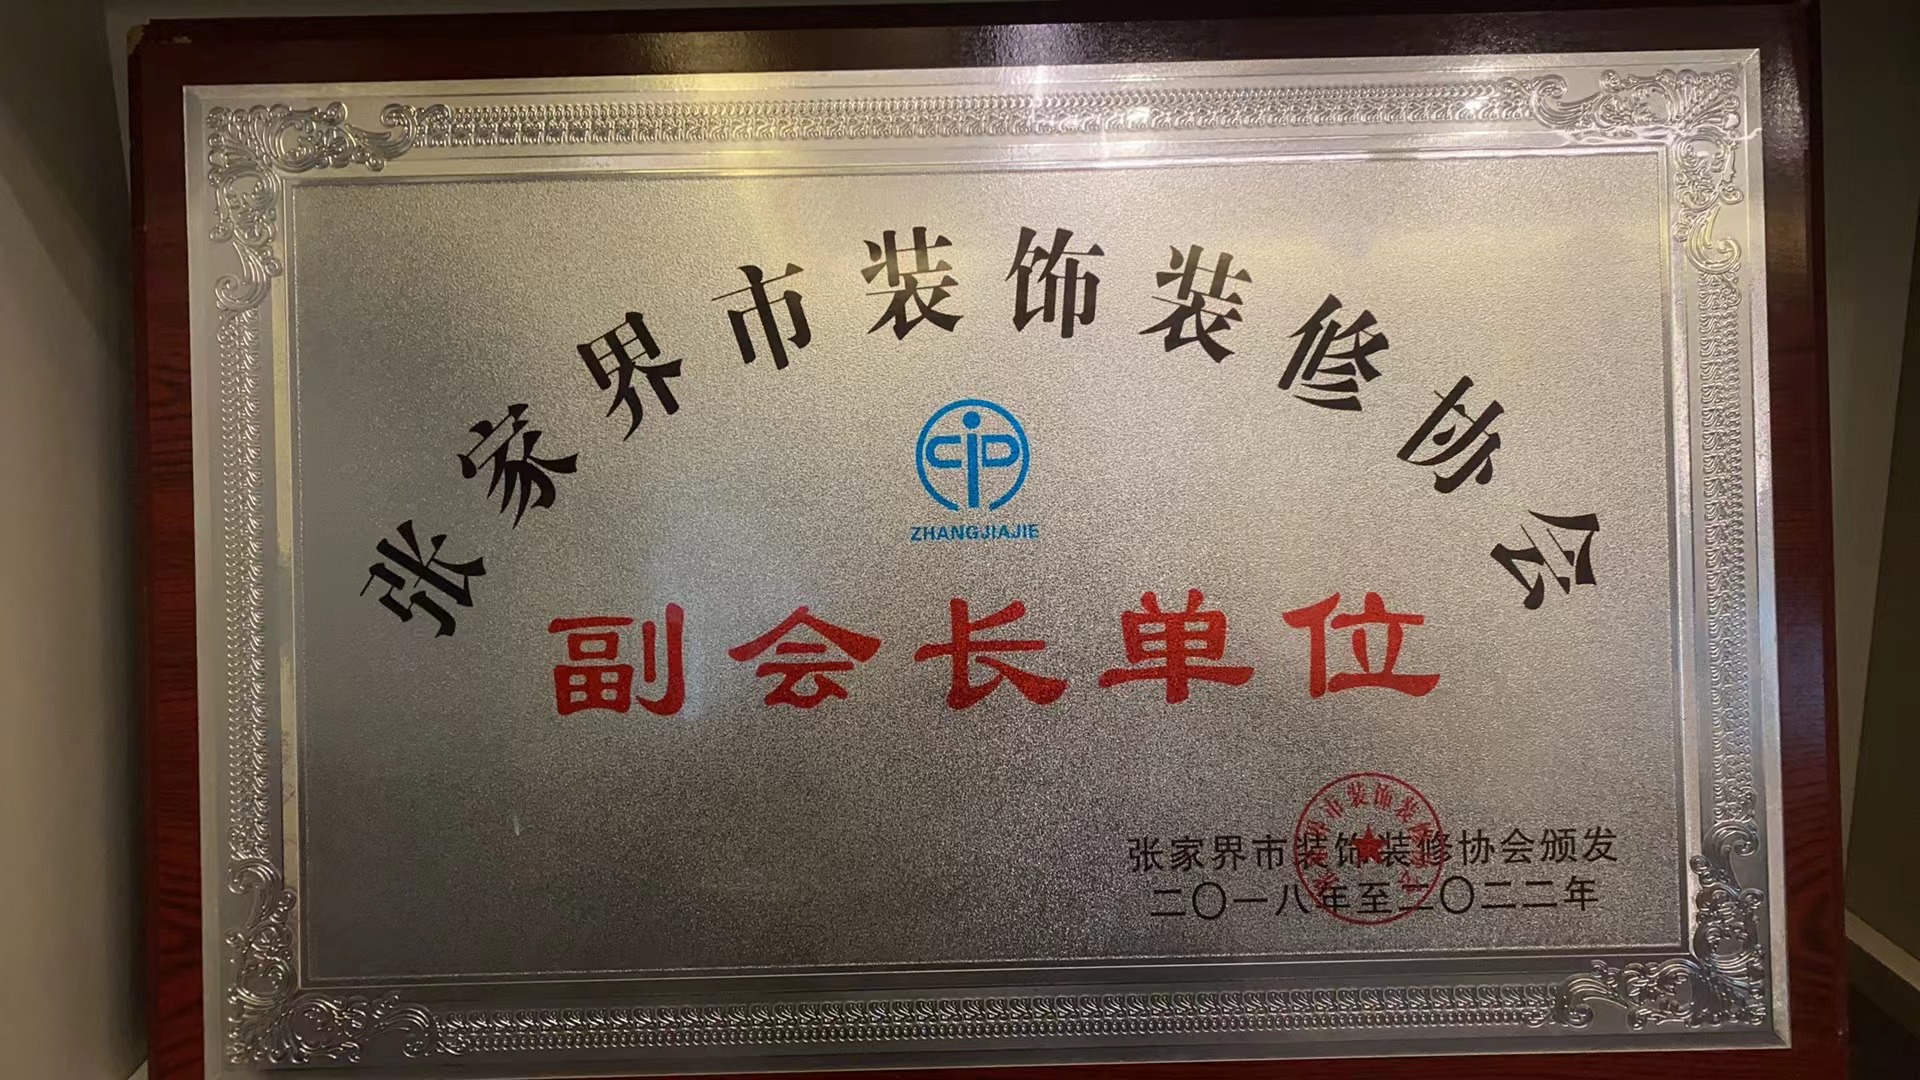 张家界市装饰装修协会
ZHANGJIAJIE
副会长单位
张家界市装饰装修协会颁发
二〇一八年至二〇二二年